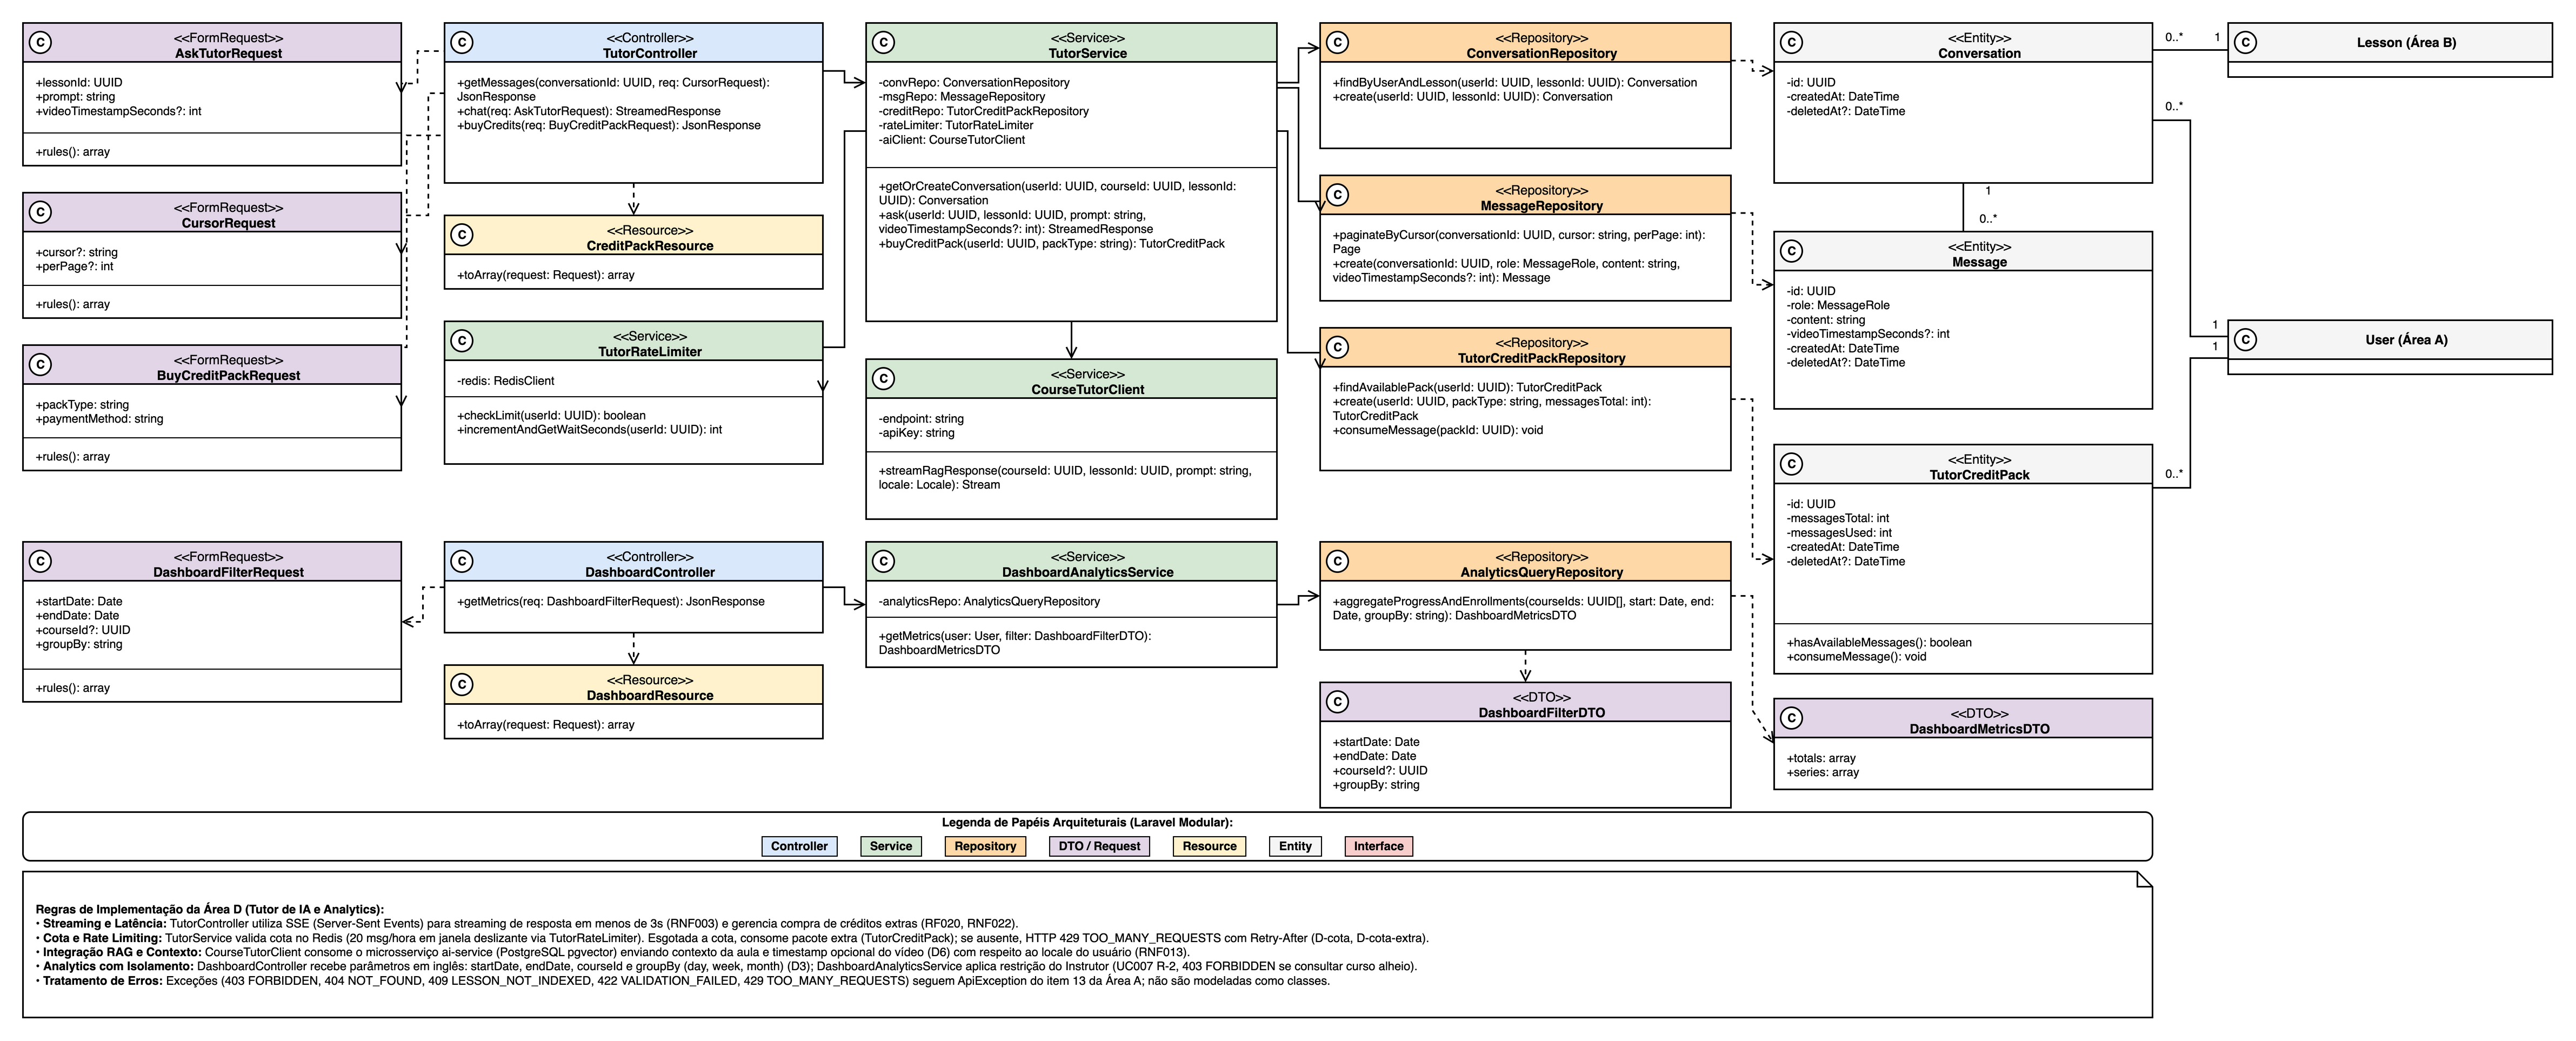 C
<<FormRequest>>
AskTutorRequest
+lessonId: UUID
+prompt: string
+videoTimestampSeconds?: int
+rules(): array
C
<<FormRequest>>
CursorRequest
+cursor?: string
+perPage?: int
+rules(): array
C
<<FormRequest>>
BuyCreditPackRequest
+packType: string
+paymentMethod: string
+rules(): array
C
<<Controller>>
TutorController
+getMessages(conversationId: UUID, req: CursorRequest):
JsonResponse
+chat(req: AskTutorRequest): StreamedResponse
+buyCredits(req: BuyCreditPackRequest): JsonResponse
C
<<Resource>>
CreditPackResource
+toArray(request: Request): array
C
<<Service>>
TutorRateLimiter
-redis: RedisClient
+checkLimit(userId: UUID): boolean
+incrementAndGetWaitSeconds(userId: UUID): int
C
<<Service>>
TutorService
-convRepo: ConversationRepository
-msgRepo: MessageRepository
-creditRepo: TutorCreditPackRepository
-rateLimiter: TutorRateLimiter
-aiClient: CourseTutorClient
+getOrCreateConversation(userId: UUID, courseId: UUID, lessonId:
UUID): Conversation
+ask(userId: UUID, lessonId: UUID, prompt: string,
videoTimestampSeconds?: int): StreamedResponse
+buyCreditPack(userId: UUID, packType: string): TutorCreditPack
C
<<Service>>
CourseTutorClient
-endpoint: string
-apiKey: string
+streamRagResponse(courseId: UUID, lessonId: UUID, prompt: string,
locale: Locale): Stream
C
<<Repository>>
ConversationRepository
+findByUserAndLesson(userId: UUID, lessonId: UUID): Conversation
+create(userId: UUID, lessonId: UUID): Conversation
C
<<Repository>>
MessageRepository
+paginateByCursor(conversationId: UUID, cursor: string, perPage: int):
Page
+create(conversationId: UUID, role: MessageRole, content: string,
videoTimestampSeconds?: int): Message
C
<<Repository>>
TutorCreditPackRepository
+findAvailablePack(userId: UUID): TutorCreditPack
+create(userId: UUID, packType: string, messagesTotal: int):
TutorCreditPack
+consumeMessage(packId: UUID): void
C
<<Entity>>
Conversation
-id: UUID
-createdAt: DateTime
-deletedAt?: DateTime
1
0..*
C
<<Entity>>
Message
-id: UUID
-role: MessageRole
-content: string
-videoTimestampSeconds?: int
-createdAt: DateTime
-deletedAt?: DateTime
C
<<Entity>>
TutorCreditPack
-id: UUID
-messagesTotal: int
-messagesUsed: int
-createdAt: DateTime
-deletedAt?: DateTime
+hasAvailableMessages(): boolean
+consumeMessage(): void
0..*
1
C
Lesson (Área B)
0..*
1
C
User (Área A)
1
0..*
C
<<FormRequest>>
DashboardFilterRequest
+startDate: Date
+endDate: Date
+courseId?: UUID
+groupBy: string
+rules(): array
C
<<Controller>>
DashboardController
+getMetrics(req: DashboardFilterRequest): JsonResponse
C
<<Resource>>
DashboardResource
+toArray(request: Request): array
C
<<Service>>
DashboardAnalyticsService
-analyticsRepo: AnalyticsQueryRepository
+getMetrics(user: User, filter: DashboardFilterDTO):
DashboardMetricsDTO
C
<<Repository>>
AnalyticsQueryRepository
+aggregateProgressAndEnrollments(courseIds: UUID[], start: Date, end:
Date, groupBy: string): DashboardMetricsDTO
C
<<DTO>>
DashboardFilterDTO
+startDate: Date
+endDate: Date
+courseId?: UUID
+groupBy: string
C
<<DTO>>
DashboardMetricsDTO
+totals: array
+series: array
Legenda de Papéis Arquiteturais (Laravel Modular):
Controller Service Repository DTO / Request Resource Entity Interface
Regras de Implementação da Área D (Tutor de IA e Analytics):
• Streaming e Latência: TutorController utiliza SSE (Server-Sent Events) para streaming de resposta em menos de 3s (RNF003) e gerencia compra de créditos extras (RF020, RNF022).
• Cota e Rate Limiting: TutorService valida cota no Redis (20 msg/hora em janela deslizante via TutorRateLimiter). Esgotada a cota, consome pacote extra (TutorCreditPack); se ausente, HTTP 429 TOO_MANY_REQUESTS com Retry-After (D-cota, D-cota-extra).
• Integração RAG e Contexto: CourseTutorClient consome o microsserviço ai-service (PostgreSQL pgvector) enviando contexto da aula e timestamp opcional do vídeo (D6) com respeito ao locale do usuário (RNF013).
• Analytics com Isolamento: DashboardController recebe parâmetros em inglês: startDate, endDate, courseId e groupBy (day, week, month) (D3); DashboardAnalyticsService aplica restrição do Instrutor (UC007 R-2, 403 FORBIDDEN se consultar curso alheio).
• Tratamento de Erros: Exceções (403 FORBIDDEN, 404 NOT_FOUND, 409 LESSON_NOT_INDEXED, 422 VALIDATION_FAILED, 429 TOO_MANY_REQUESTS) seguem ApiException do item 13 da Área A; não são modeladas como classes.